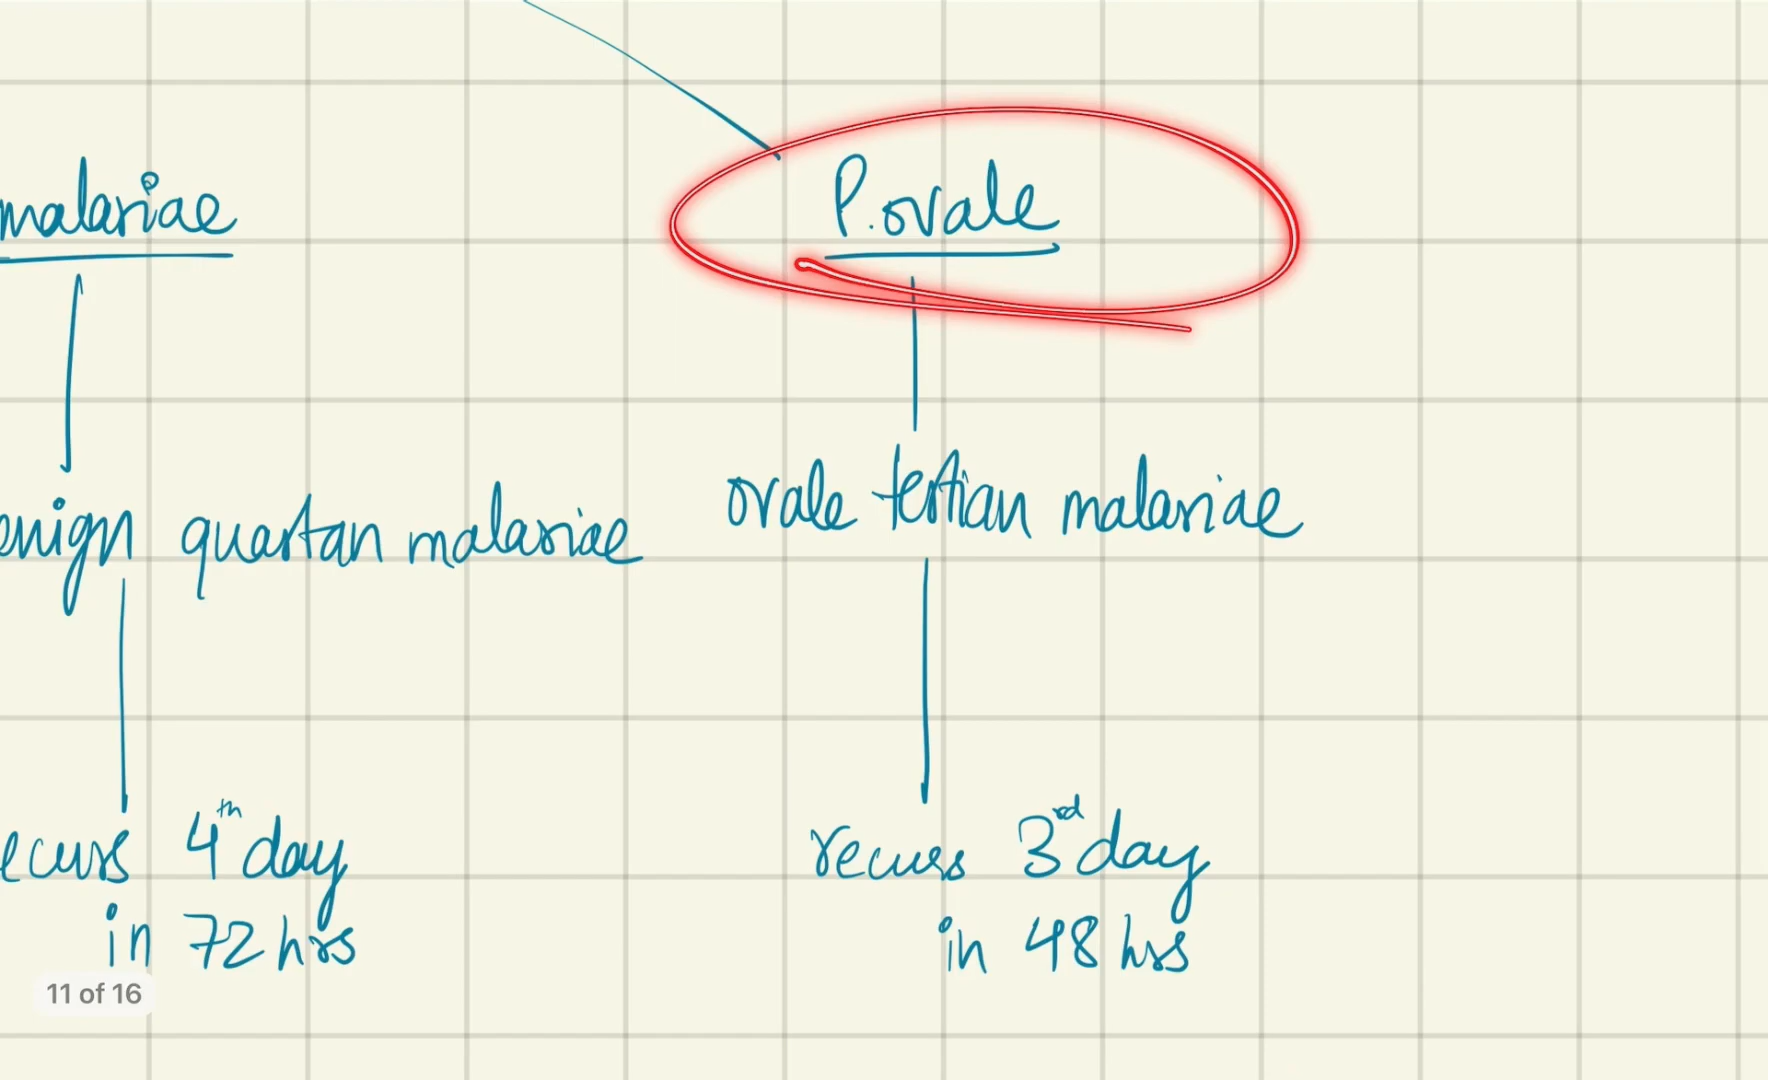 malariae
P.ovale
enign quartan malariae
ovale tertian malariae
ecurs 4th day
in 72 hrs
recurs 3rd day
in 48 hrs
11 of 16